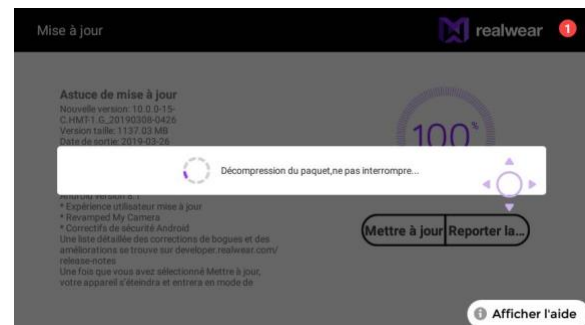 Mise à jour
realwear
1
Astuce de mise à jour
Nouvelle version: 10.0.0-15-
C.HMT-1.G_20190308-0426
Version taille: 1137.03 MB
Date de sortie: 2019-03-26
100%
Décompression du paquet,ne pas interrompre...
Android version 8.1
* Expérience utilisateur mise à jour
* Revamped My Camera
* Correctifs de sécurité Android
Une liste détaillée des corrections de bogues et des
améliorations se trouve sur developer.realwear.com/
release-notes
Une fois que vous avez sélectionné Mettre à jour,
votre appareil s'éteindra et entrera en mode de
Mettre à jour
Reporter la...
Afficher l'aide